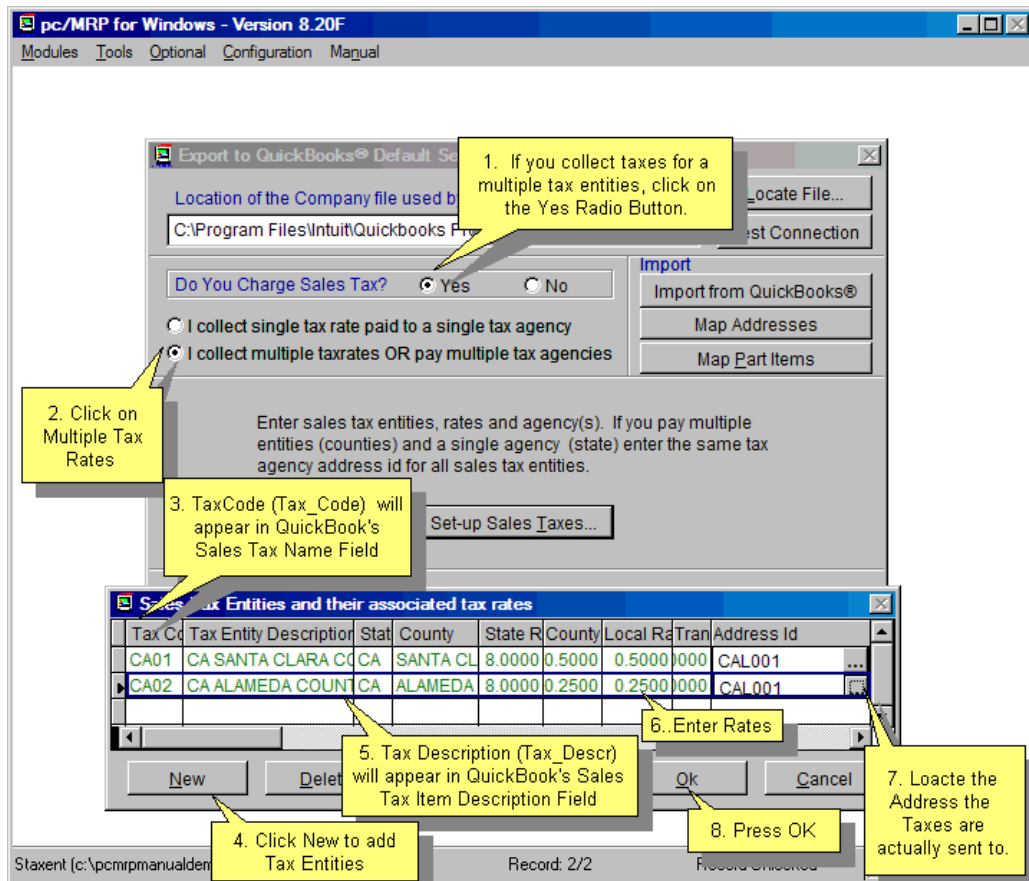 pc/MRP for Windows - Version 8.20F
Modules Tools Optional Configuration Manual
Export to QuickBooks® Default Se
1. If you collect taxes for a
multiple tax entities, click on
the Yes Radio Button.
Location of the Company file used by
Locate File...
C:\Program Files\Intuit\Quickbooks Pro
est Connection
Do You Charge Sales Tax? Yes No
Import
Import from QuickBooks®
I collect single tax rate paid to a single tax agency
Map Addresses
I collect multiple taxrates OR pay multiple tax agencies
Map Part Items
2. Click on
Multiple Tax
Rates
Enter sales tax entities, rates and agency(s). If you pay multiple
entities (counties) and a single agency (state) enter the same tax
agency address id for all sales tax entities.
3. TaxCode (Tax_Code) will
appear in QuickBook's
Sales Tax Name Field
Set-up Sales Taxes...
Sales Tax Entities and their associated tax rates
Tax Co Tax Entity Description Stat County State R County Local Ra Tran Address Id
CA01 CA SANTA CLARA CO CA SANTA CL 8.0000 0.5000 0.5000 0000 CAL001 ...
CA02 CA ALAMEDA COUNT CA ALAMEDA 8.0000 0.2500 0.2500 0000 CAL001 ...
6..Enter Rates
5. Tax Description (Tax_Descr)
will appear in QuickBook's Sales
Tax Item Description Field
New Delet Ok Cancel
7. Loacte the
Address the
Taxes are
actually sent to.
4. Click New to add
Tax Entities
8. Press OK
Staxent (c:\pcmrpmanualdem Record: 2/2 Record Unlocked